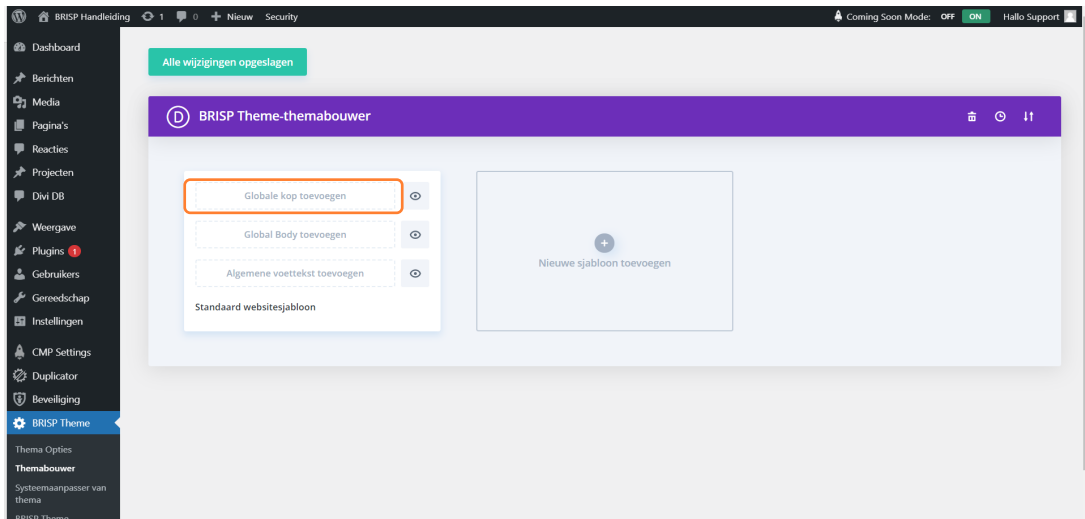 BRISP Handleiding 1 0 + Nieuw Security Coming Soon Mode: OFF ON Hallo Support
Dashboard
Berichten
Media
Pagina's
Reacties
Projecten
Divi DB
Weergave
Plugins 1
Gebruikers
Gereedschap
Instellingen
CMP Settings
Duplicator
Beveiliging
BRISP Theme
Thema Opties
Themabouwer
Systeemaanpasser van
thema
BRISP Theme
Alle wijzigingen opgeslagen
D BRISP Theme-themabouwer
Globale kop toevoegen
Global Body toevoegen
Algemene voettekst toevoegen
Standaard websitesjabloon
Nieuwe sjabloon toevoegen